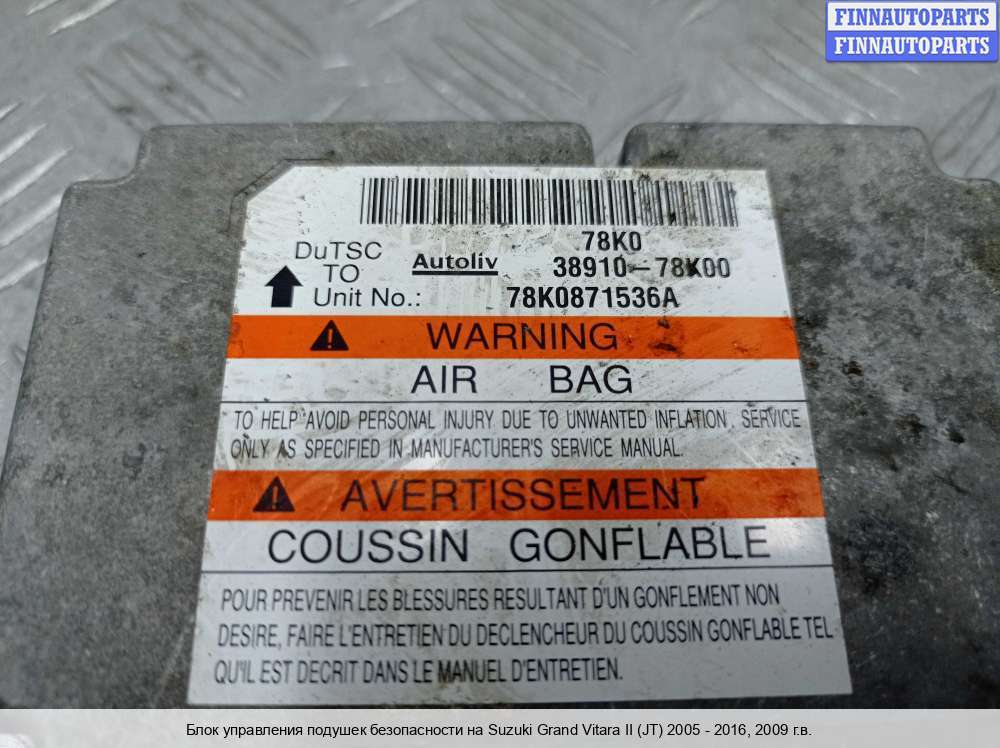 FINNAUTOPARTS
FINNAUTOPARTS
78K0
DuTSC
TO
Autoliv
38910-78K00
Unit No.:
78K0871536A
WARNING
AIR BAG
TO HELP AVOID PERSONAL INJURY DUE TO UNWANTED INFLATION, SERVICE
ONLY AS SPECIFIED IN MANUFACTURER'S SERVICE MANUAL.
AVERTISSEMENT
COUSSIN GONFLABLE
POUR PREVENIR LES BLESSURES RESULTANT D'UN GONFLEMENT NON
DESIRE, FAIRE L'ENTRETIEN DU DECLENCHEUR DU COUSSIN GONFLABLE TEL
QU'IL EST DECRIT DANS LE MANUEL D'ENTRETIEN.
Блок управления подушек безопасности на Suzuki Grand Vitara II (JT) 2005 - 2016, 2009 г.в.